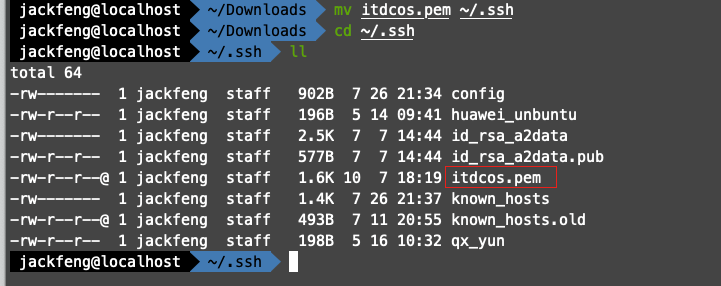 jackfeng@localhost ~/Downloads mv itdcos.pem ~/.ssh
jackfeng@localhost ~/Downloads cd ~/.ssh
jackfeng@localhost ~/.ssh ll
total 64
-rw------- 1 jackfeng staff 902B 7 26 21:34 config
-rw-r--r-- 1 jackfeng staff 196B 5 14 09:41 huawei_unbuntu
-rw------- 1 jackfeng staff 2.5K 7 7 14:44 id_rsa_a2data
-rw-r--r-- 1 jackfeng staff 577B 7 7 14:44 id_rsa_a2data.pub
-rw-r--r--@ 1 jackfeng staff 1.6K 10 7 18:19 itdcos.pem
-rw------- 1 jackfeng staff 1.4K 7 26 21:37 known_hosts
-rw-r--r--@ 1 jackfeng staff 493B 7 11 20:55 known_hosts.old
-rw-r--r-- 1 jackfeng staff 198B 5 16 10:32 qx_yun
jackfeng@localhost ~/.ssh